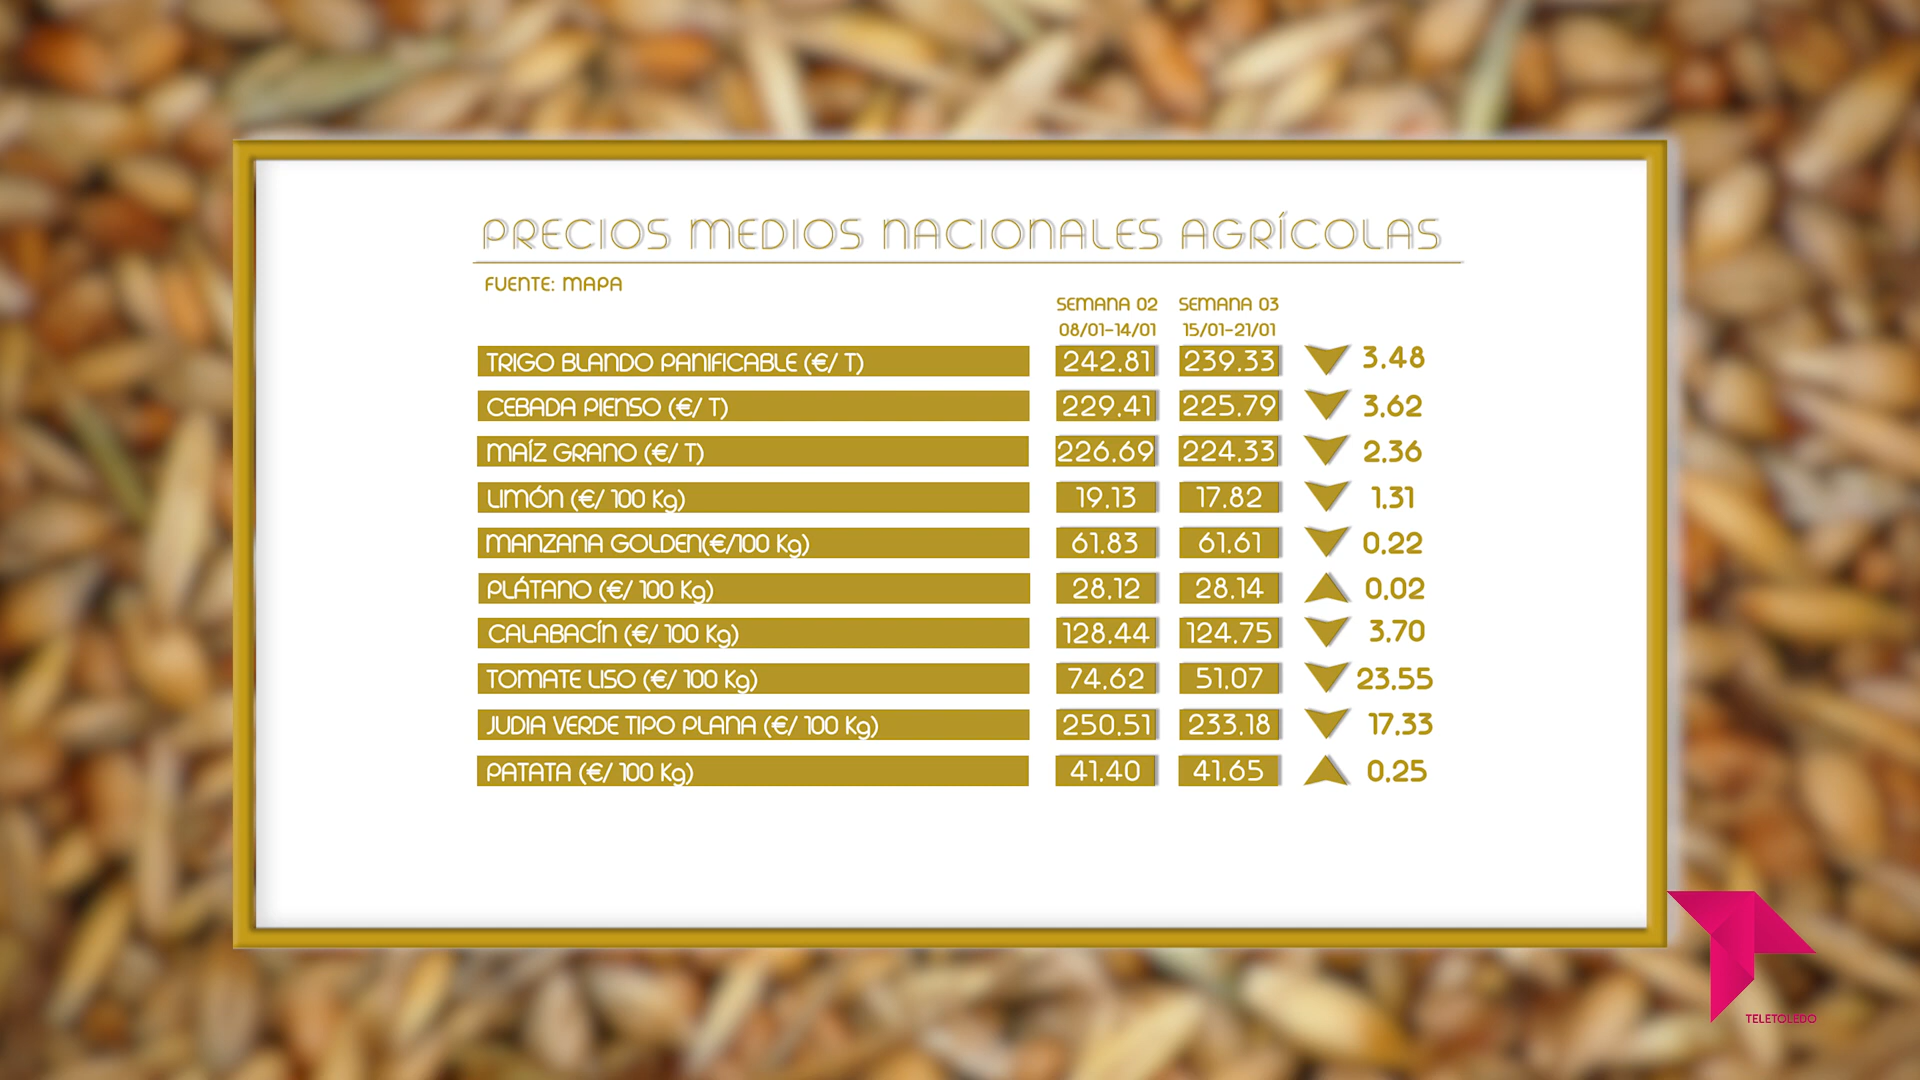 PRECIOS MEDIOS NACIONALES AGRÍCOLAS
FUENTE: MAPA
SEMANA 02 SEMANA 03
08/01-14/01 15/01-21/01
TRIGO BLANDO PANIFICABLE (€/ T) 242.81 239.33 3.48
CEBADA PIENSO (€/ T) 229.41 225.79 3.62
MAÍZ GRANO (€/ T) 226.69 224.33 2.36
LIMÓN (€/ 100 Kg) 19.13 17.82 1.31
MANZANA GOLDEN(€/100 Kg) 61.83 61.61 0.22
PLÁTANO (€/ 100 Kg) 28.12 28.14 0.02
CALABACÍN (€/ 100 Kg) 128.44 124.75 3.70
TOMATE LISO (€/ 100 Kg) 74.62 51.07 23.55
JUDIA VERDE TIPO PLANA (€/ 100 Kg) 250.51 233.18 17.33
PATATA (€/ 100 Kg) 41.40 41.65 0.25
TELETOLEDO